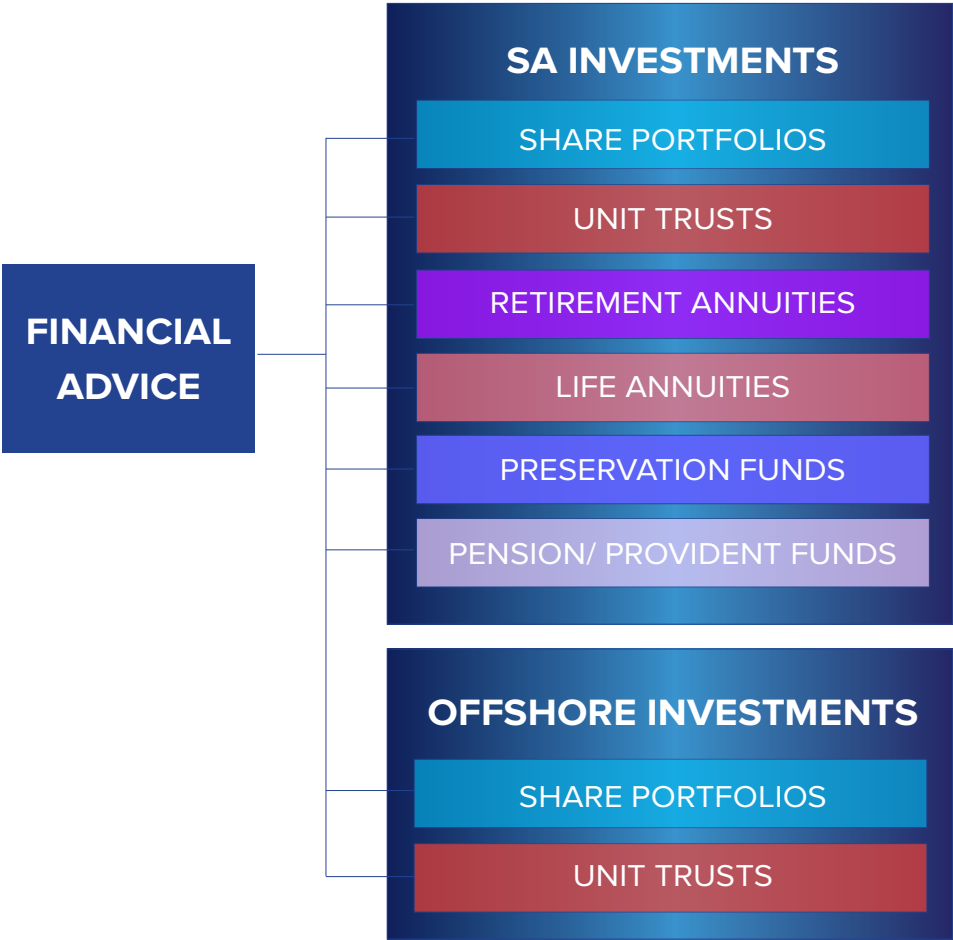 FINANCIAL
ADVICE
SA INVESTMENTS
SHARE PORTFOLIOS
UNIT TRUSTS
RETIREMENT ANNUITIES
LIFE ANNUITIES
PRESERVATION FUNDS
PENSION/ PROVIDENT FUNDS
OFFSHORE INVESTMENTS
SHARE PORTFOLIOS
UNIT TRUSTS